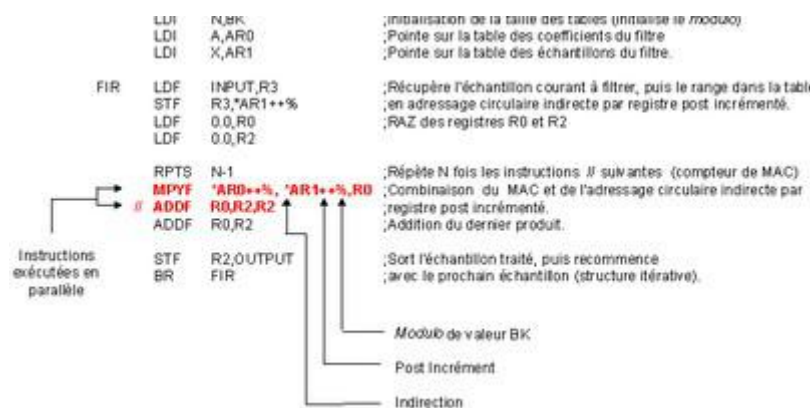 LDI N,BK ;Initialisation de la taille des tables (initialise le modulo)
LDI A,AR0 ;Pointe sur la table des coefficients du filtre
LDI X,AR1 ;Pointe sur la table des échantillons du filtre.
FIR LDF INPUT,R3 ;Récupère l'échantillon courant à filtrer, puis le range dans la table
STF R3,*AR1++% ;en adressage circulaire indirecte par registre post incrémenté.
LDF 0.0,R0 ;RAZ des registres R0 et R2
LDF 0.0,R2
RPTS N-1 ;Répète N fois les instructions // suivantes (compteur de MAC)
MPYF *AR0++%, *AR1++%,R0 ;Combinaison du MAC et de l'adressage circulaire indirecte par
// ADDF R0,R2,R2 ;registre post incrémenté.
ADDF R0,R2 ;Addition du dernier produit.
STF R2,OUTPUT ;Sort l'échantillon traité, puis recommence
BR FIR ;avec le prochain échantillon (structure itérative).
Instructions
exécutées en
parallèle
Modulo de valeur BK
Post Incrément
Indirection